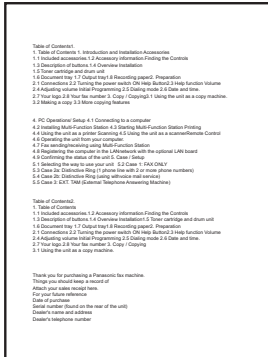 Table of Contents1.
1. Table of Contents 1. Introduction and Installation Accessories
1.1 Included accessories.1.2 Accessory information.Finding the Controls
1.3 Description of buttons.1.4 Overview Installation
1.5 Toner cartridge and drum unit
1.6 Document tray 1.7 Output tray1.8 Recording paper2. Preparation
2.1 Connections 2.2 Turning the power switch ON Help Button2.3 Help function Volume
2.4 Adjusting volume Initial Programming 2.5 Dialing mode 2.6 Date and time.
2.7 Your logo.2.8 Your fax number 3. Copy / Copying3.1 Using the unit as a copy machine.
3.2 Making a copy 3.3 More copying features
4. PC Operations/ Setup 4.1 Connecting to a computer
4.2 Installing Multi-Function Station 4.3 Starting Multi-Function Station Printing
4.4 Using the unit as a printer Scanning 4.5 Using the unit as a scannerRemote Control
4.6 Operating the unit from your computer.
4.7 Fax sending/receiving using Multi-Function Station
4.8 Registering the computer in the LANnetwork with the optional LAN board
4.9 Confirming the status of the unit.5. Case / Setup
5.1 Selecting the way to use your unit 5.2 Case 1: FAX ONLY
5.3 Case 2a: Distinctive Ring (1 phone line with 2 or more phone numbers)
5.4 Case 2b: Distinctive Ring (using withvoice mail service)
5.5 Case 3: EXT. TAM (External Telephone Answering Machine)
Table of Contents2.
1. Table of Contents
1.1 Included accessories.1.2 Accessory information.Finding the Controls
1.3 Description of buttons.1.4 Overview Installation1.5 Toner cartridge and drum unit
1.6 Document tray 1.7 Output tray1.8 Recording paper2. Preparation
2.1 Connections 2.2 Turning the power switch ON Help Button2.3 Help function Volume
2.4 Adjusting volume Initial Programming 2.5 Dialing mode 2.6 Date and time.
2.7 Your logo.2.8 Your fax number 3. Copy / Copying
3.1 Using the unit as a copy machine.
Thank you for purchasing a Panasonic fax machine.
Things you should keep a record of
Attach your sales receipt here.
For your future reference
Date of purchase
Serial number (found on the rear of the unit)
Dealer's name and address
Dealer's telephone number